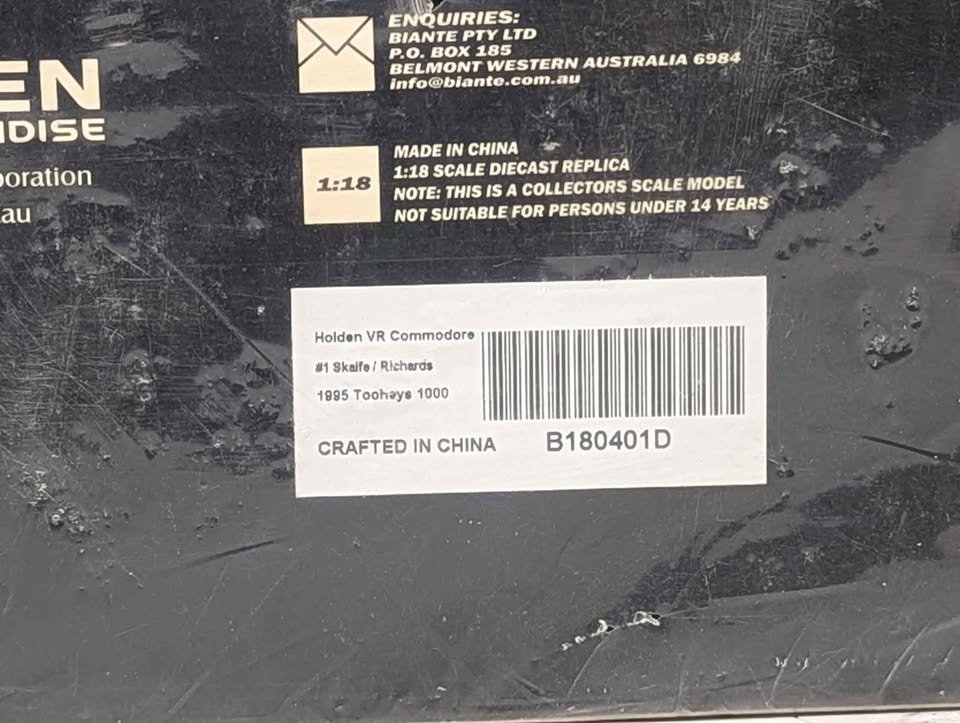 ENQUIRIES:
BIANTE PTY LTD
P.O. BOX 185
BELMONT WESTERN AUSTRALIA 6984
info@biante.com.au
EN
DISE
oration
au
1:18
MADE IN CHINA
1:18 SCALE DIECAST REPLICA
NOTE: THIS IS A COLLECTORS SCALE MODEL
NOT SUITABLE FOR PERSONS UNDER 14 YEARS
Holden VR Commodore
#1 Skaife / Richards
1995 Tooheys 1000
CRAFTED IN CHINA
B180401D